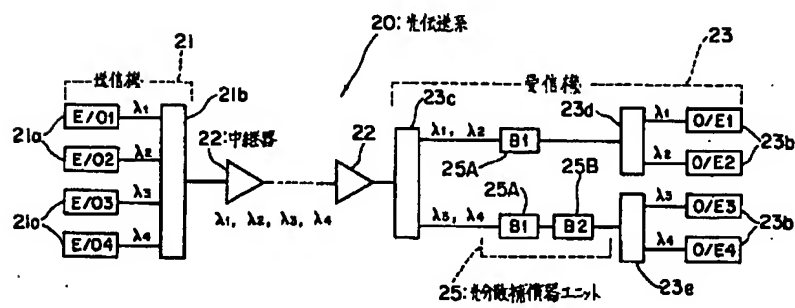 20:光伝送系
21
送信機
21b
23
受信機
23c
23d
21a
E/O1 λ1
E/O2 λ2
21a
E/O3 λ3
E/O4 λ4
22:中継器
22
λ1, λ2, λ3, λ4
λ1, λ2
B1
25A
λ3, λ4
25A
B1
25B
B2
25:光分散補償器ユニット
λ1 O/E1
λ2 O/E2
23b
λ3 O/E3
λ4 O/E4
23b
23e